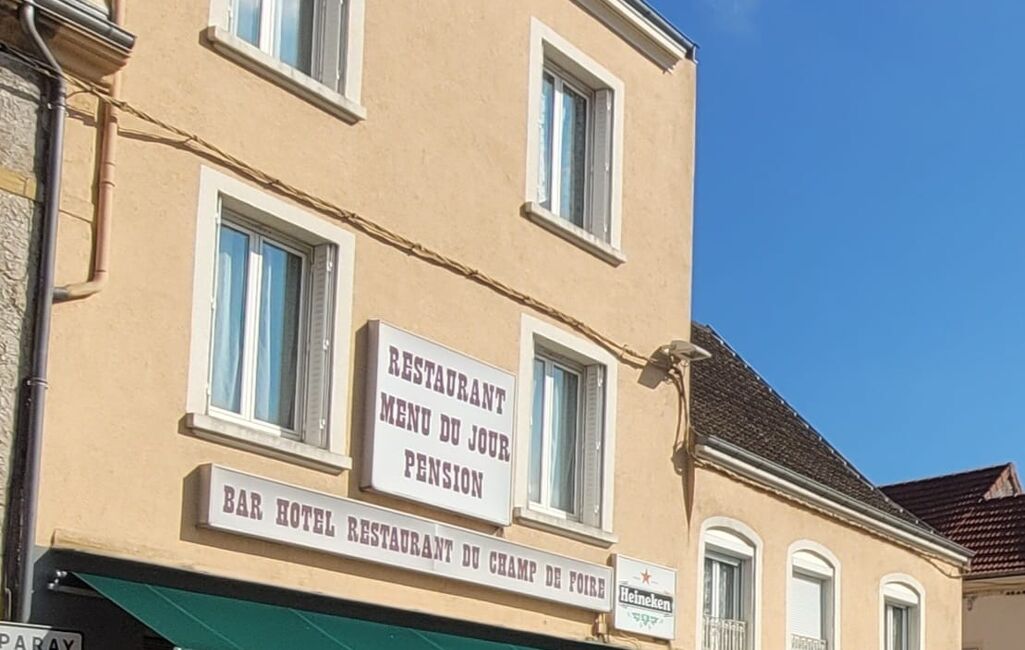 RESTAURANT
MENU DU JOUR
PENSION
BAR HOTEL RESTAURANT DU CHAMP DE FOIRE
Heineken
PARAY